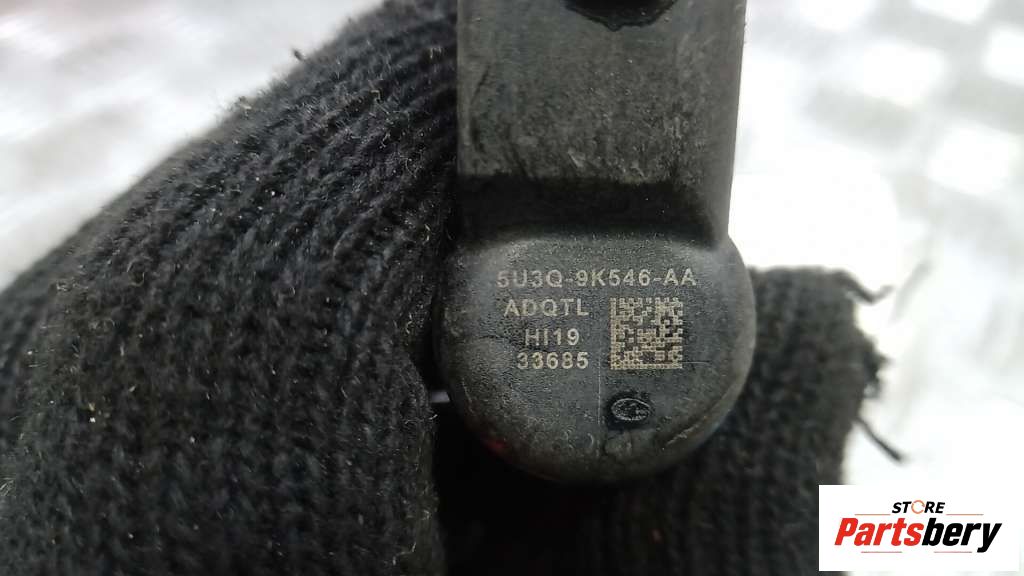 5U3Q-9K546-AA
ADQTL
HI19
33685
STORE
Partsbery